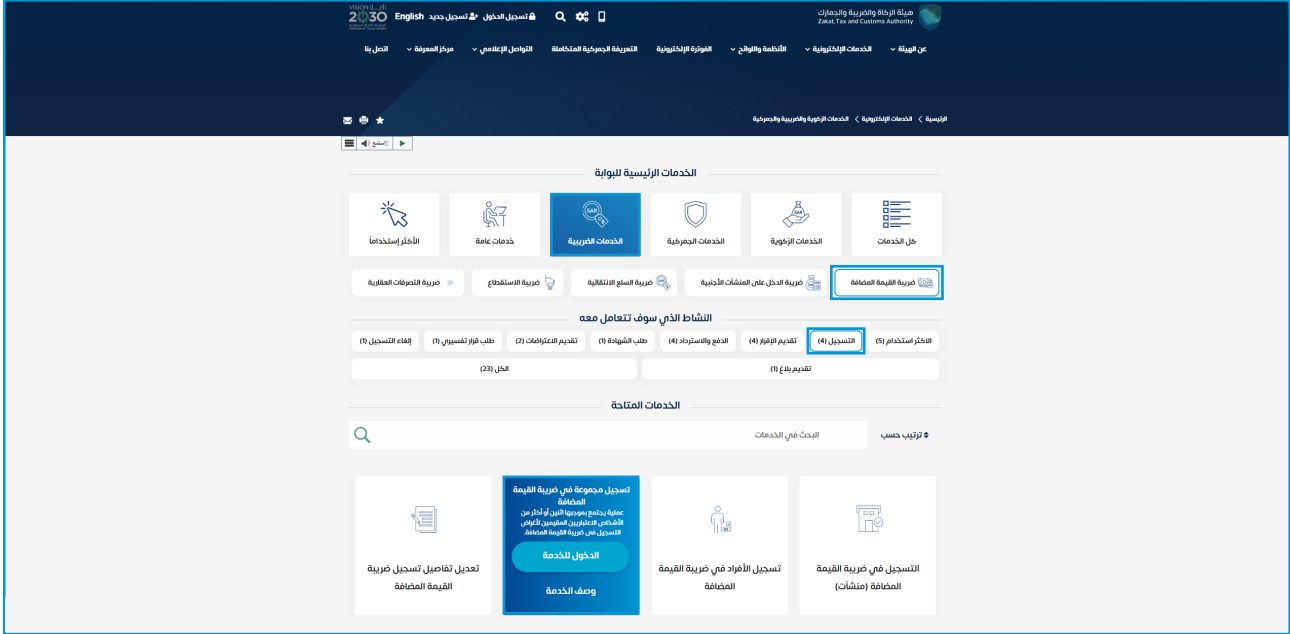 هيئة الزكاة والضريبة والجمارك
Zakat, Tax and Customs Authority
تسجيل الدخول
تسجيل جديد
English
VISION
2030
عن الهيئة
الخدمات الإلكترونية
الأنظمة واللوائح
الفوترة الإلكترونية
التعريفة الجمركية المتكاملة
التواصل الإعلامي
مركز المعرفة
اتصل بنا
الرئيسية > الخدمات الإلكترونية > الخدمات الزكوية والضريبية والجمركية
استمع
الخدمات الرئيسية للبوابة
كل الخدمات
الخدمات الزكوية
الخدمات الجمركية
الخدمات الضريبية
خدمات عامة
الأكثر إستخداماً
SAR
SAR
ضريبة القيمة المضافة
ضريبة الدخل على المنشآت الأجنبية
ضريبة السلع الانتقائية
ضريبة الاستقطاع
ضريبة التصرفات العقارية
النشاط الذي سوف تتعامل معه
الاكثر استخدام (5)
التسجيل (4)
تقديم الإقرار (4)
الدفع والاسترداد (4)
طلب الشهادة (1)
تقديم الاعتراضات (2)
طلب قرار تفسيري (1)
إلغاء التسجيل (1)
تقديم بلاغ (1)
الكل (23)
الخدمات المتاحة
ترتيب حسب
البحث في الخدمات
التسجيل في ضريبة القيمة
المضافة (منشآت)
تسجيل الأفراد في ضريبة القيمة
المضافة
تسجيل مجموعة في ضريبة القيمة
المضافة
عملية يجتمع بموجبها اثنين أو أكثر من
الأشخاص الاعتباريين المقيمين لأغراض
التسجيل في ضريبة القيمة المضافة.
الدخول للخدمة
وصف الخدمة
تعديل تفاصيل تسجيل ضريبة
القيمة المضافة